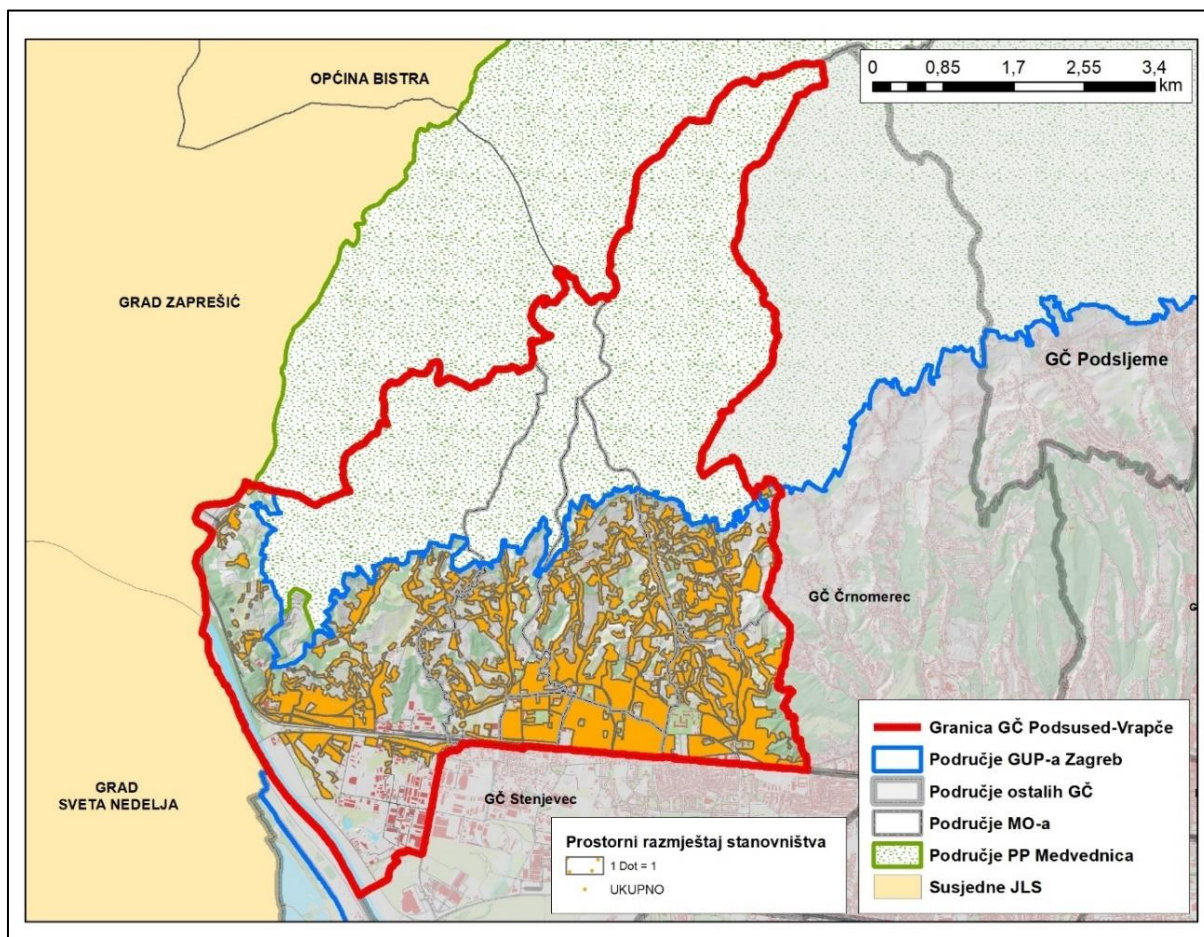 OPĆINA BISTRA
0 0,85 1,7 2,55 3,4
km
GRAD ZAPREŠIĆ
GČ Podsljeme
GČ Črnomerec
GRAD
SVETA NEDELJA
GČ Stenjevec
Prostorni razmještaj stanovništva
1 Dot = 1
UKUPNO
Granica GČ Podsused-Vrapče
Područje GUP-a Zagreb
Područje ostalih GČ
Područje MO-a
Područje PP Medvednica
Susjedne JLS